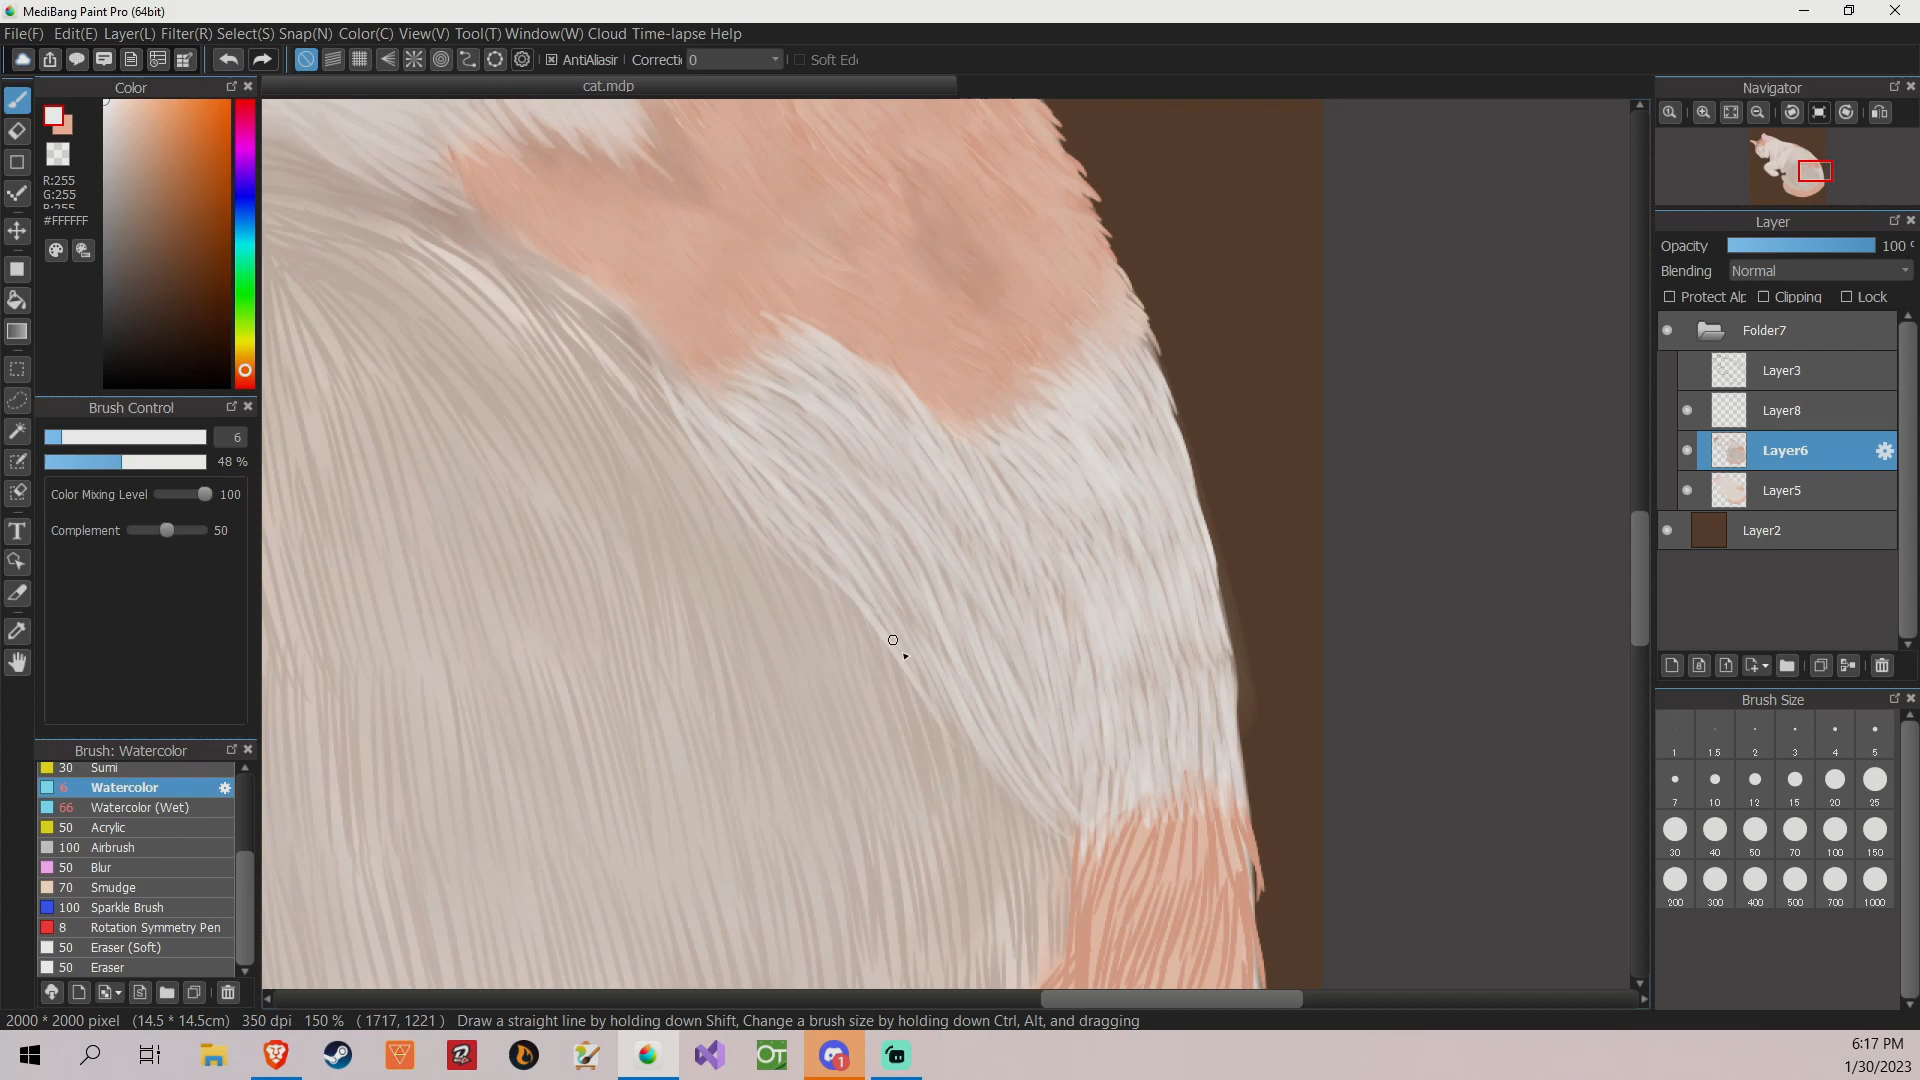 MediBang Paint Pro (64bit)
File(F) Edit(E) Layer(L) Filter(R) Select(S) Snap(N) Color(C) View(V) Tool(T) Window(W) Cloud Time-lapse Help
AntiAliasir Correcti 0 Soft Ed
Color
cat.mdp
R:255
G:255
B:255
#FFFFFF
Brush Control
6
48 %
Color Mixing Level 100
Complement 50
Brush: Watercolor
30 Sumi
6 Watercolor
66 Watercolor (Wet)
50 Acrylic
100 Airbrush
50 Blur
70 Smudge
100 Sparkle Brush
8 Rotation Symmetry Pen
50 Eraser (Soft)
50 Eraser
Navigator
Layer
Opacity 100
Blending Normal
Protect Alp Clipping Lock
Folder7
Layer3
Layer8
Layer6
Layer5
Layer2
Brush Size
1 1.5 2 3 4 5
7 10 12 15 20 25
30 40 50 70 100 150
200 300 400 500 700 1000
2000 * 2000 pixel (14.5 * 14.5cm) 350 dpi 150 % ( 1717, 1221 ) Draw a straight line by holding down Shift, Change a brush size by holding down Ctrl, Alt, and dragging
OT
1
6:17 PM
1/30/2023